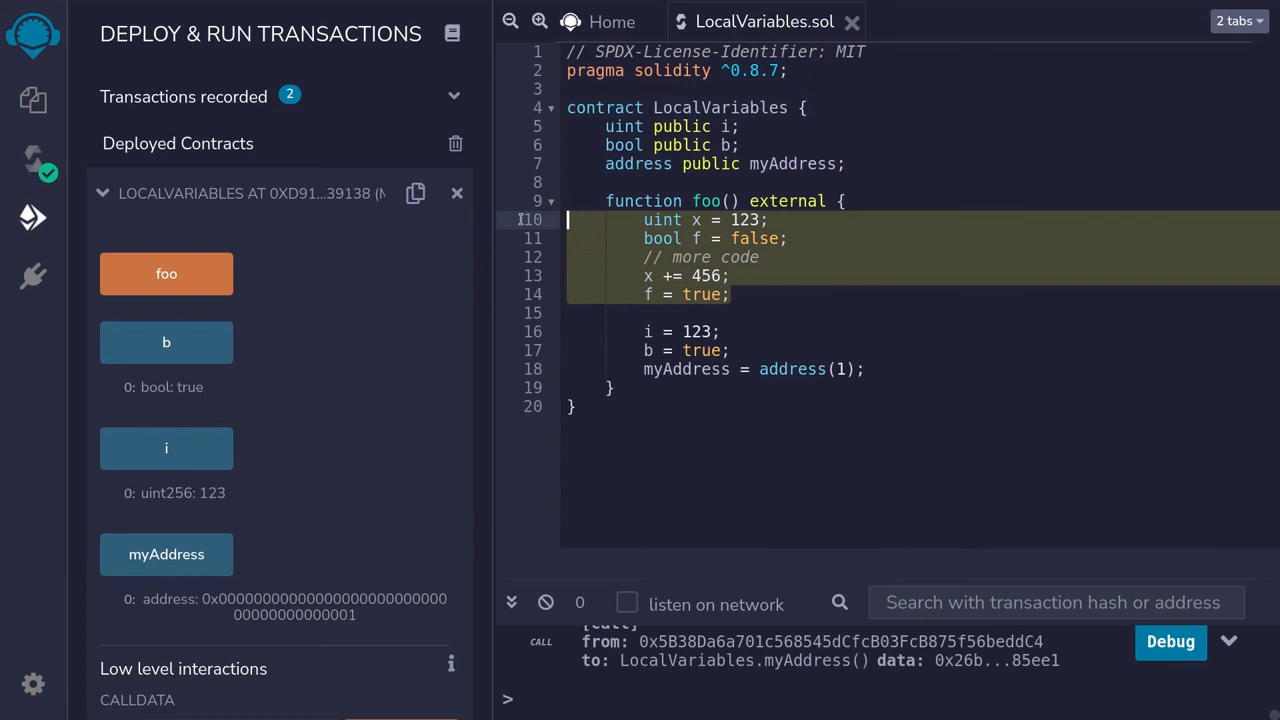 DEPLOY & RUN TRANSACTIONS
Transactions recorded 2
Deployed Contracts
LOCALVARIABLES AT 0XD91...39138 (M
foo
b
0: bool: true
i
0: uint256: 123
myAddress
0: address: 0x00000000000000000000000000
00000000000001
Low level interactions
CALLDATA
Home
LocalVariables.sol
2 tabs
1 // SPDX-License-Identifier: MIT
2 pragma solidity ^0.8.7;
3
4 contract LocalVariables {
5 uint public i;
6 bool public b;
7 address public myAddress;
8
9 function foo() external {
10 uint x = 123;
11 bool f = false;
12 // more code
13 x += 456;
14 f = true;
15
16 i = 123;
17 b = true;
18 myAddress = address(1);
19 }
20 }
0 listen on network
Search with transaction hash or address
[call]
CALL
from: 0x5B38Da6a701c568545dCfcB03FcB875f56beddC4
to: LocalVariables.myAddress() data: 0x26b...85ee1
Debug
>